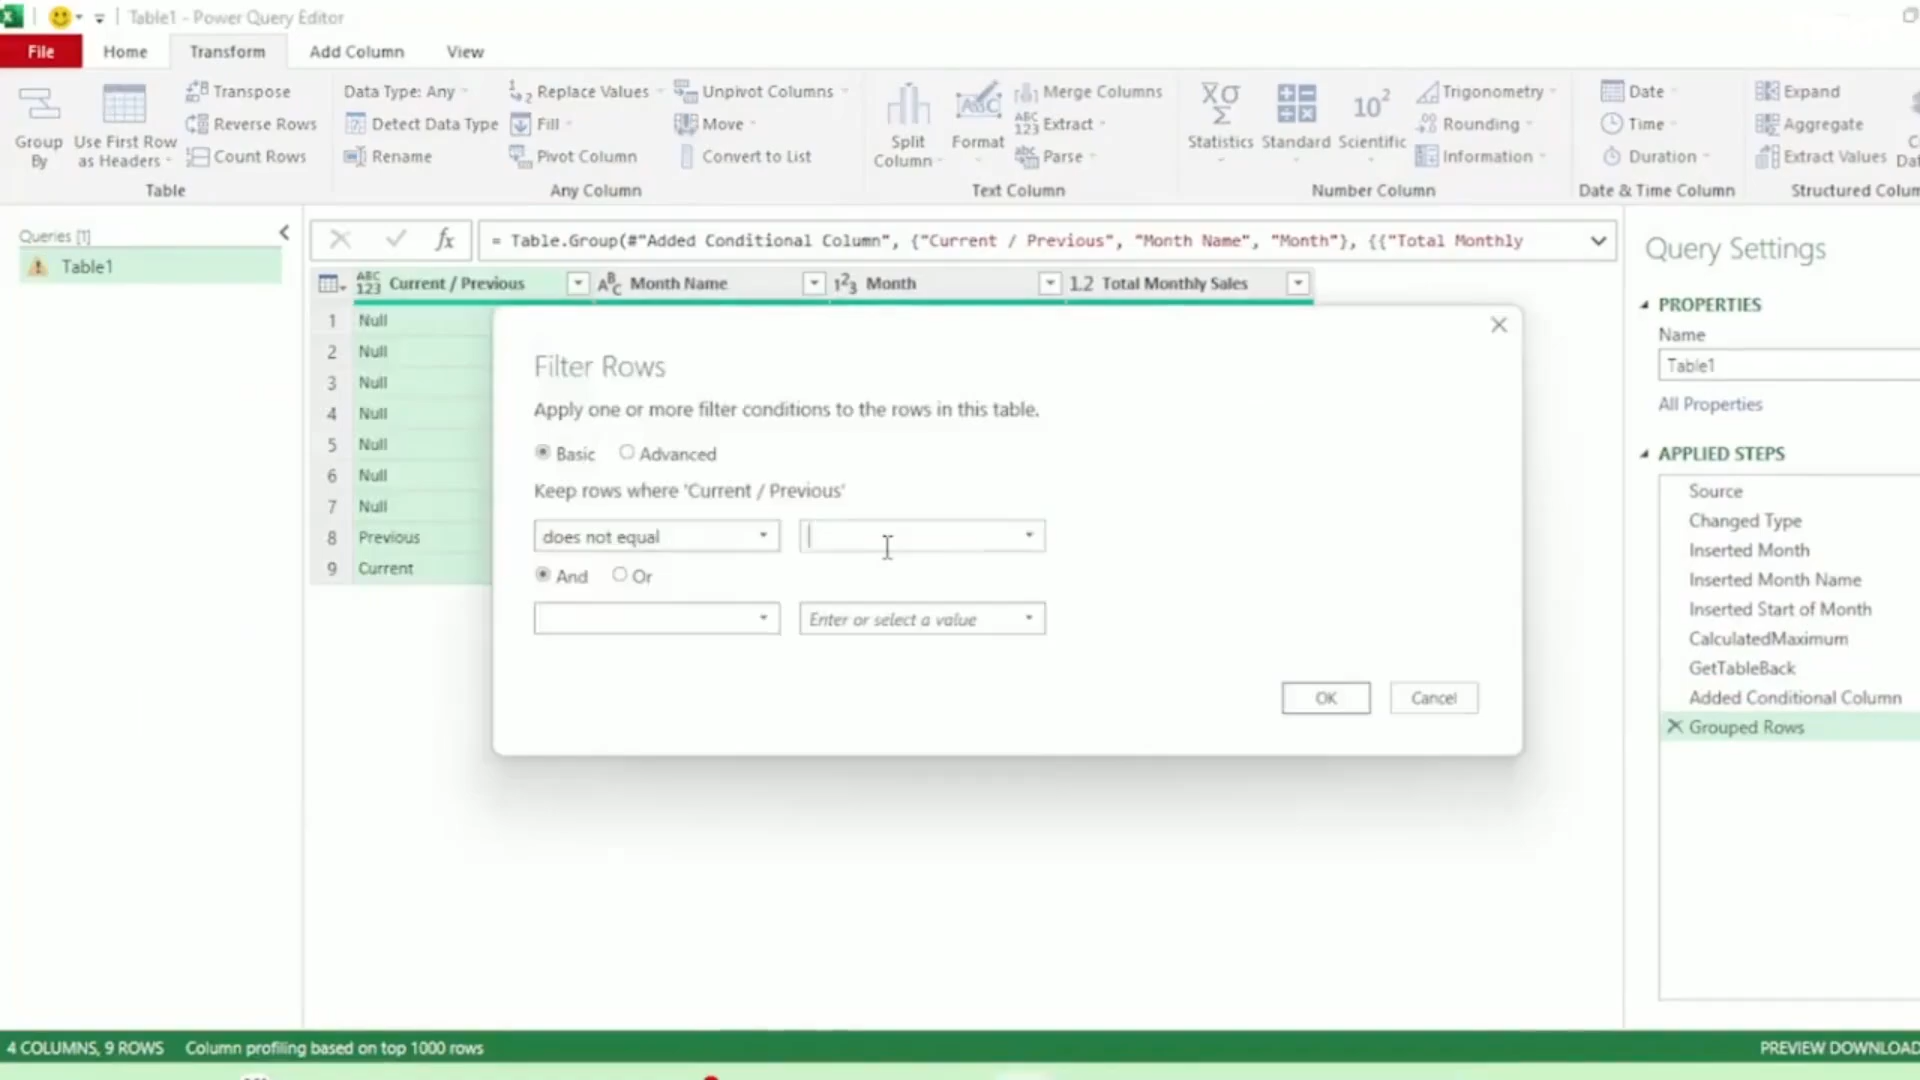 Table1 - Power Query Editor
File Home Transform Add Column View
Group By
Use First Row as Headers
Transpose
Reverse Rows
Count Rows
Table
Data Type: Any
Detect Data Type
Rename
Replace Values
Fill
Pivot Column
Unpivot Columns
Move
Convert to List
Any Column
Split Column
Format
Merge Columns
Extract
Parse
Text Column
Statistics
Standard
Scientific
Trigonometry
Rounding
Information
Number Column
Date
Time
Duration
Date & Time Column
Expand
Aggregate
Extract Values
Structured Colum
Queries [1]
Table1
= Table.Group(#"Added Conditional Column", {"Current / Previous", "Month Name", "Month"}, {{"Total Monthly
Current / Previous Month Name Month 1.2 Total Monthly Sales
1 Null
2 Null
3 Null
4 Null
5 Null
6 Null
7 Null
8 Previous
9 Current
Filter Rows
Apply one or more filter conditions to the rows in this table.
Basic Advanced
Keep rows where 'Current / Previous'
does not equal
And Or
Enter or select a value
OK Cancel
Query Settings
PROPERTIES
Name
Table1
All Properties
APPLIED STEPS
Source
Changed Type
Inserted Month
Inserted Month Name
Inserted Start of Month
CalculatedMaximum
GetTableBack
Added Conditional Column
Grouped Rows
4 COLUMNS, 9 ROWS Column profiling based on top 1000 rows
PREVIEW DOWNLOAD